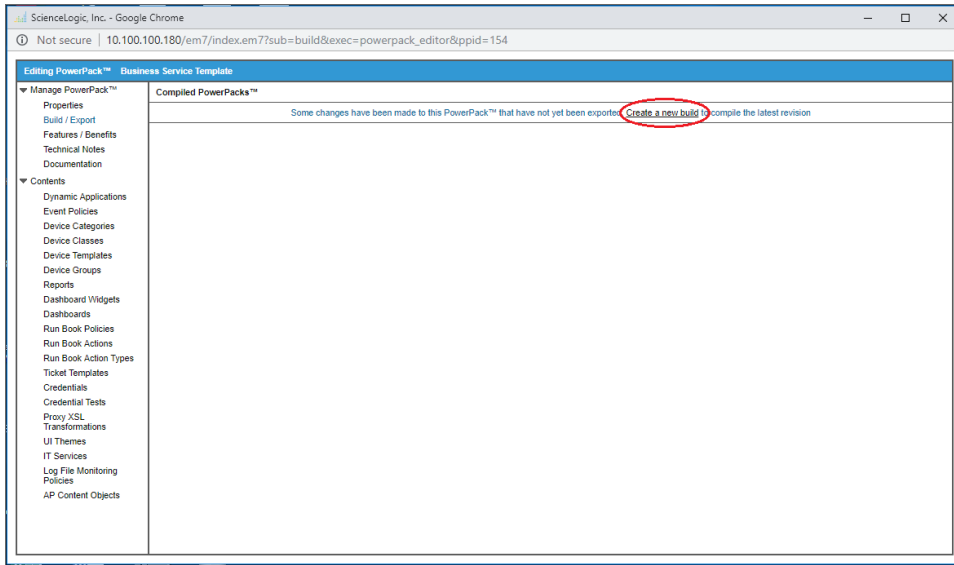 ScienceLogic, Inc. - Google Chrome
Not secure | 10.100.100.180/em7/index.em7?sub=build&exec=powerpack_editor&ppid=154
Editing PowerPack™ Business Service Template
Manage PowerPack™
Properties
Build / Export
Features / Benefits
Technical Notes
Documentation
Contents
Dynamic Applications
Event Policies
Device Categories
Device Classes
Device Templates
Device Groups
Reports
Dashboard Widgets
Dashboards
Run Book Policies
Run Book Actions
Run Book Action Types
Ticket Templates
Credentials
Credential Tests
Proxy XSL
Transformations
UI Themes
IT Services
Log File Monitoring
Policies
AP Content Objects
Compiled PowerPacks™
Some changes have been made to this PowerPack™ that have not yet been exported. Create a new build to compile the latest revision